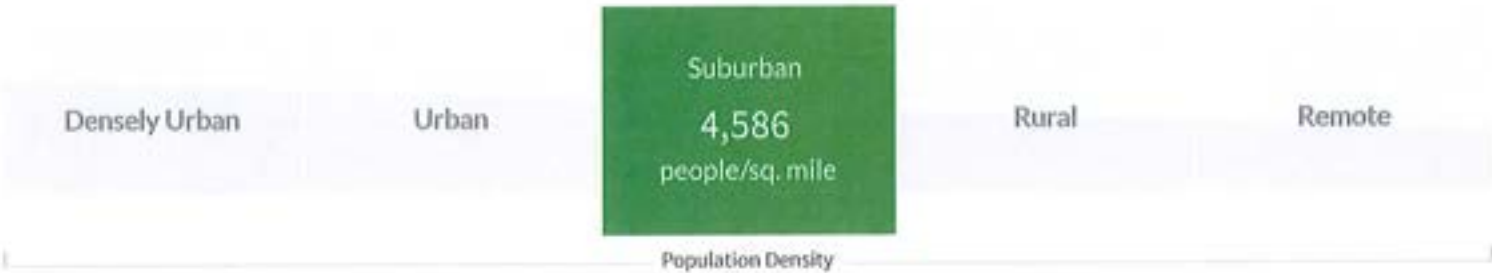 Densely Urban
Urban
Suburban
4,586
people/sq. mile
Rural
Remote
Population Density